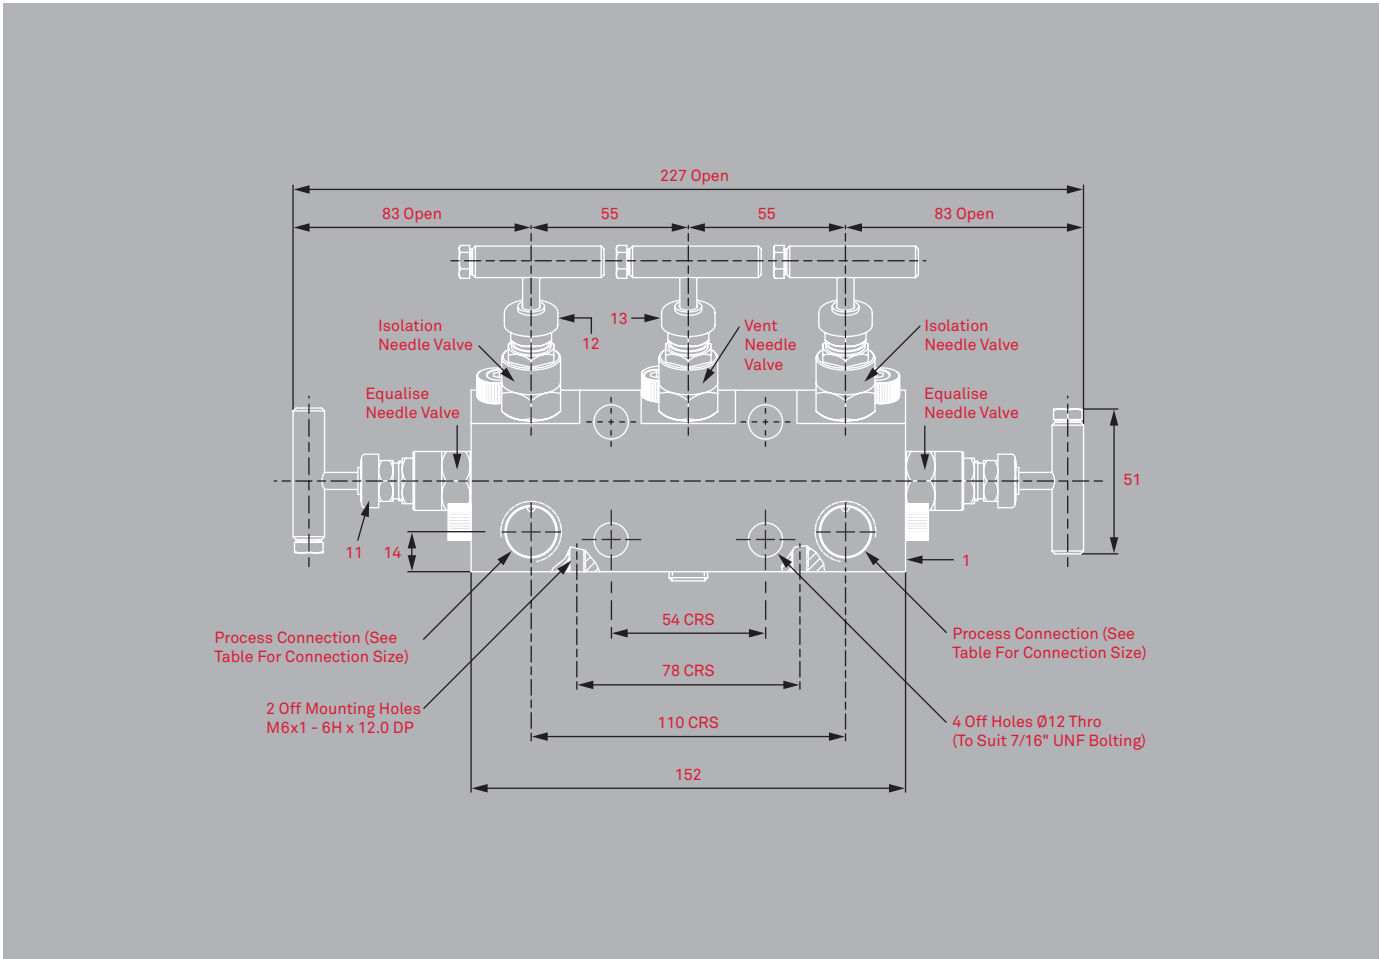 227 Open
83 Open
55
55
83 Open
13
12
Isolation
Needle Valve
Vent
Needle
Valve
Isolation
Needle Valve
Equalise
Needle Valve
Equalise
Needle Valve
51
11
14
1
54 CRS
Process Connection (See
Table For Connection Size)
Process Connection (See
Table For Connection Size)
78 CRS
2 Off Mounting Holes
M6x1 - 6H x 12.0 DP
110 CRS
4 Off Holes Ø12 Thro
(To Suit 7/16" UNF Bolting)
152